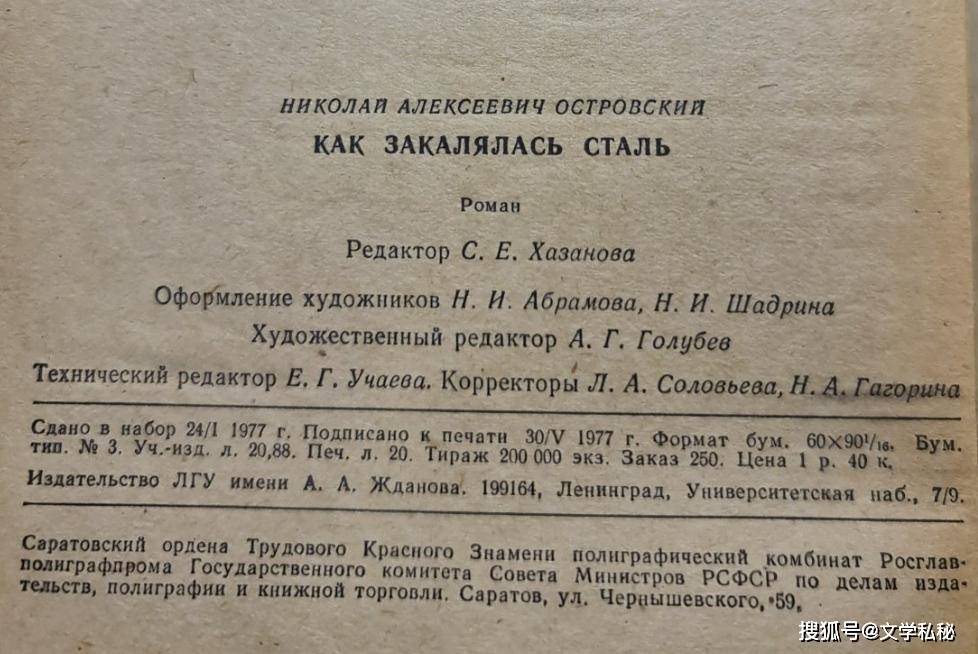 НИКОЛАЙ АЛЕКСЕЕВИЧ ОСТРОВСКИЙ
КАК ЗАКАЛЯЛАСЬ СТАЛЬ
Роман
Редактор С. Е. Хазанова
Оформление художников Н. И. Абрамова, Н. И. Шадрина
Художественный редактор А. Г. Голубев
Технический редактор Е. Г. Учаева. Корректоры Л. А. Соловьева, Н. А. Гагорина
Сдано в набор 24/I 1977 г. Подписано к печати 30/V 1977 г. Формат бум. 60×90¹/₁₆. Бум.
тип. № 3. Уч.-изд. л. 20,88. Печ. л. 20. Тираж 200 000 экз. Заказ 250. Цена 1 р. 40 к.
Издательство ЛГУ имени А. А. Жданова. 199164, Ленинград, Университетская наб., 7/9.
Саратовский ордена Трудового Красного Знамени полиграфический комбинат Росглав-
полиграфпрома Государственного комитета Совета Министров РСФСР по делам изда-
тельств, полиграфии и книжной торговли. Саратов, ул. Чернышевского, 59.
搜狐号@文学私秘